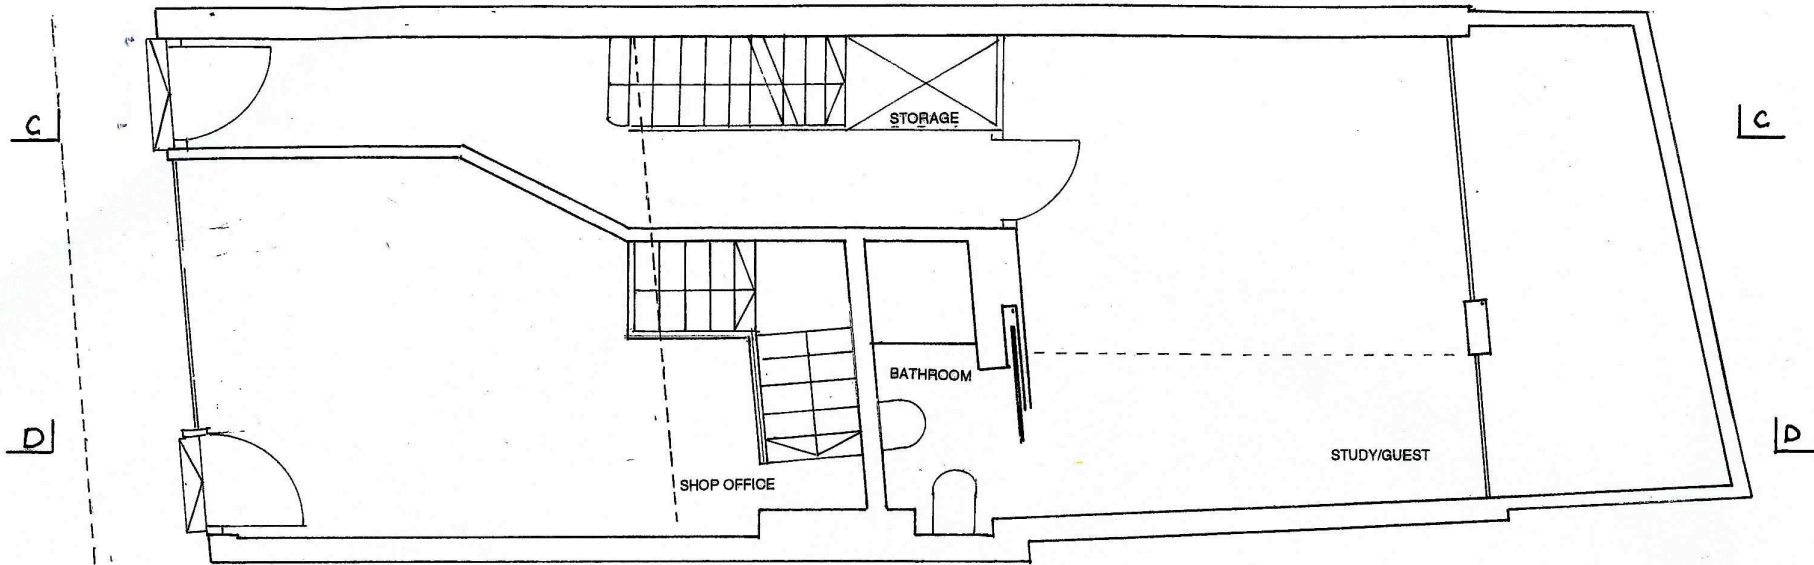 C
C
STORAGE
BATHROOM
D
D
STUDY/GUEST
SHOP OFFICE